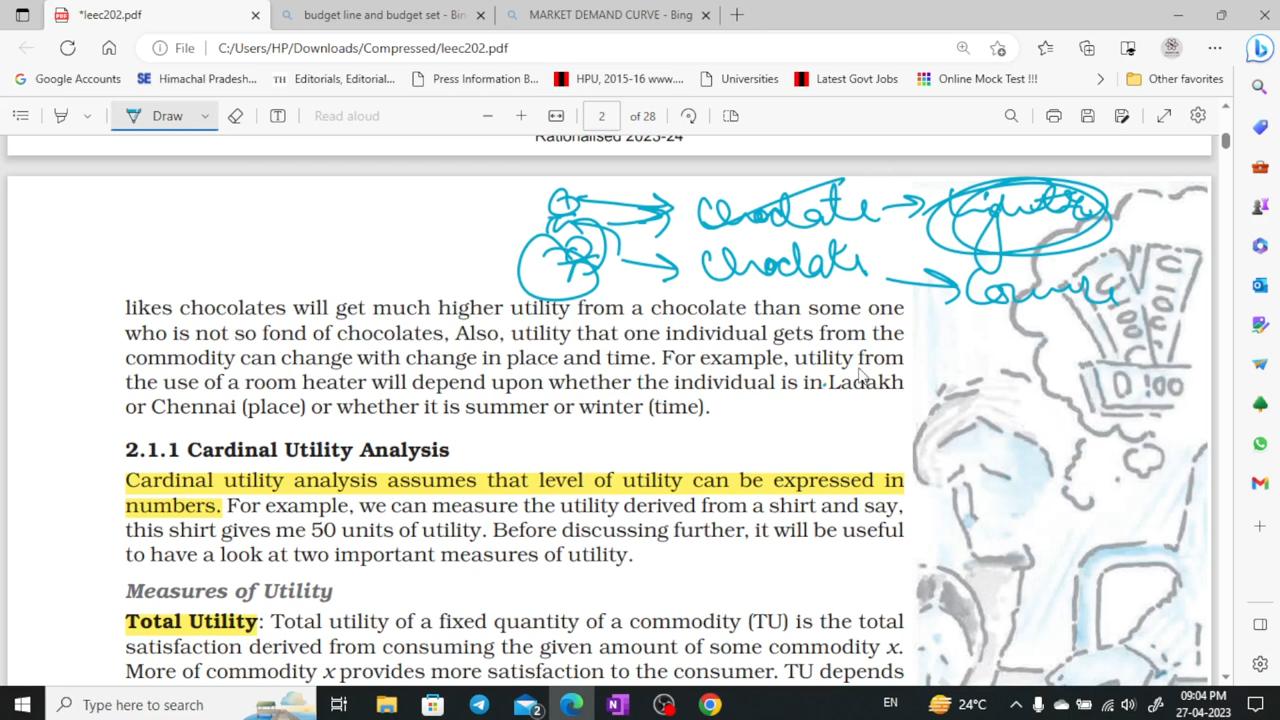 *leec202.pdf
budget line and budget set - Bin
MARKET DEMAND CURVE - Bing
File
C:/Users/HP/Downloads/Compressed/leec202.pdf
Google Accounts
SE Himachal Pradesh...
TH Editorials, Editorial...
Press Information B...
HPU, 2015-16 www....
Universities
Latest Govt Jobs
Online Mock Test !!!
Other favorites
Draw
Read aloud
2 of 28
Rationalised 2023-24
chocolate
chocolate
likes chocolates will get much higher utility from a chocolate than some one
who is not so fond of chocolates, Also, utility that one individual gets from the
commodity can change with change in place and time. For example, utility from
the use of a room heater will depend upon whether the individual is in Ladakh
or Chennai (place) or whether it is summer or winter (time).
2.1.1 Cardinal Utility Analysis
Cardinal utility analysis assumes that level of utility can be expressed in
numbers. For example, we can measure the utility derived from a shirt and say,
this shirt gives me 50 units of utility. Before discussing further, it will be useful
to have a look at two important measures of utility.
Measures of Utility
Total Utility: Total utility of a fixed quantity of a commodity (TU) is the total
satisfaction derived from consuming the given amount of some commodity x.
More of commodity x provides more satisfaction to the consumer. TU depends
Type here to search
2
24°C
EN
09:04 PM
27-04-2023